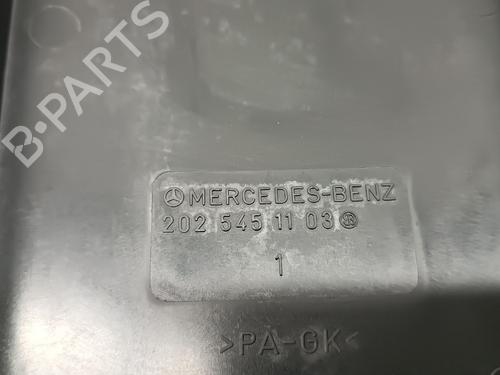 B-PARTS
MERCEDES-BENZ
202 545 11 03
1
>PA-GK<